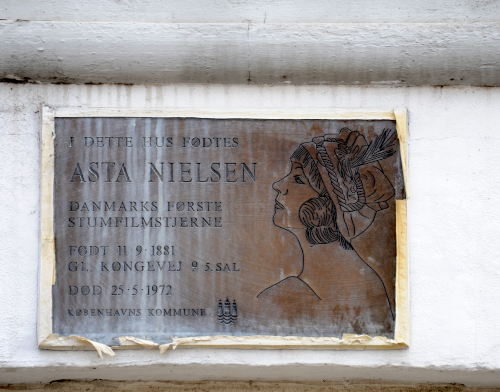 I DETTE HUS FØDTES
ASTA NIELSEN
DANMARKS FØRSTE
STUMFILMSTJERNE
FØDT 11·9·1881
GL. KONGEVEJ 9 5.SAL
DØD 25·5·1972
KØBENHAVNS KOMMUNE